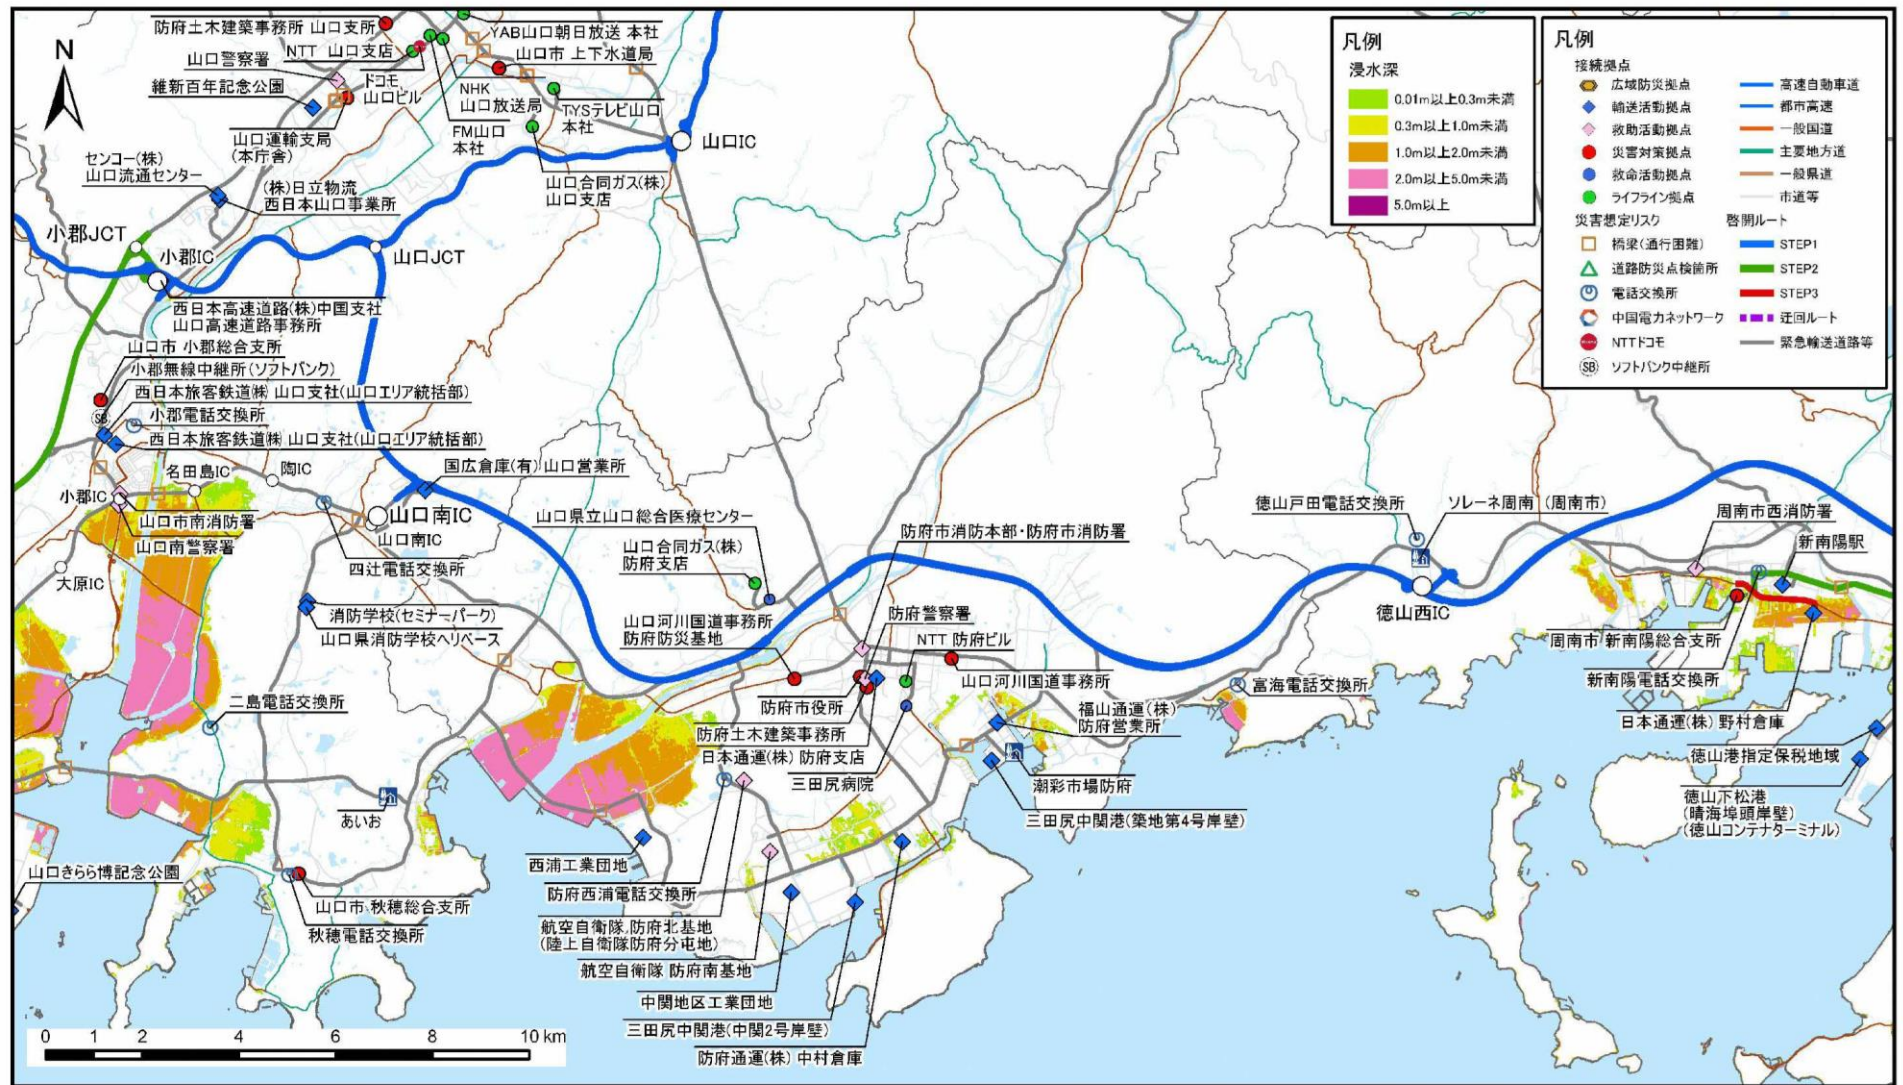 防府土木建築事務所 山口支所
NTT 山口支店
山口警察署
維新百年記念公園
ドコモ
山口ビル
山口運輸支局
(本庁舎)
YAB山口朝日放送 本社
山口市 上下水道局
NHK
山口放送局
FM山口
本社
TYSテレビ山口
本社
山口IC
山口合同ガス(株)
山口支店
センコー(株)
山口流通センター
(株)日立物流
西日本山口事業所
N
小郡JCT
小郡IC
山口JCT
西日本高速道路(株)中国支社
山口高速道路事務所
山口市 小郡総合支所
小郡無線中継所(ソフトバンク)
西日本旅客鉄道㈱ 山口支社(山口エリア統括部)
SB
小郡電話交換所
西日本旅客鉄道㈱ 山口支社(山口エリア統括部)
名田島IC
陶IC
国広倉庫(有)山口営業所
小郡IC
山口市南消防署
山口南警察署
大原IC
山口南IC
山口南IC
四辻電話交換所
消防学校(セミナーパーク)
山口県消防学校ヘリベース
二島電話交換所
あいお
山口きらら博記念公園
山口市 秋穂総合支所
秋穂電話交換所
山口県立山口総合医療センター
山口合同ガス(株)
防府支店
山口河川国道事務所
防府防災基地
防府市消防本部・防府市消防署
防府警察署
NTT 防府ビル
山口河川国道事務所
防府市役所
防府土木建築事務所
日本通運(株) 防府支店
三田尻病院
福山通運(株)
防府営業所
潮彩市場防府
三田尻中関港(築地第4号岸壁)
富海電話交換所
西浦工業団地
防府西浦電話交換所
航空自衛隊 防府北基地
(陸上自衛隊防府分屯地)
航空自衛隊 防府南基地
中関地区工業団地
三田尻中関港(中関2号岸壁)
防府通運(株) 中村倉庫
徳山戸田電話交換所
ソレーネ周南 (周南市)
徳山西IC
周南市西消防署
新南陽駅
周南市 新南陽総合支所
新南陽電話交換所
日本通運(株) 野村倉庫
徳山港指定保税地域
徳山下松港
(晴海埠頭岸壁)
(徳山コンテナターミナル)
凡例
浸水深
0.01m以上0.3m未満
0.3m以上1.0m未満
1.0m以上2.0m未満
2.0m以上5.0m未満
5.0m以上
凡例
接続拠点
広域防災拠点
輸送活動拠点
救助活動拠点
災害対策拠点
救命活動拠点
ライフライン拠点
災害想定リスク
橋梁(通行困難)
道路防災点検箇所
電話交換所
中国電力ネットワーク
NTTドコモ
SB ソフトバンク中継所
高速自動車道
都市高速
一般国道
主要地方道
一般県道
市道等
啓開ルート
STEP1
STEP2
STEP3
迂回ルート
緊急輸送道路等
0 1 2 4 6 8 10 km